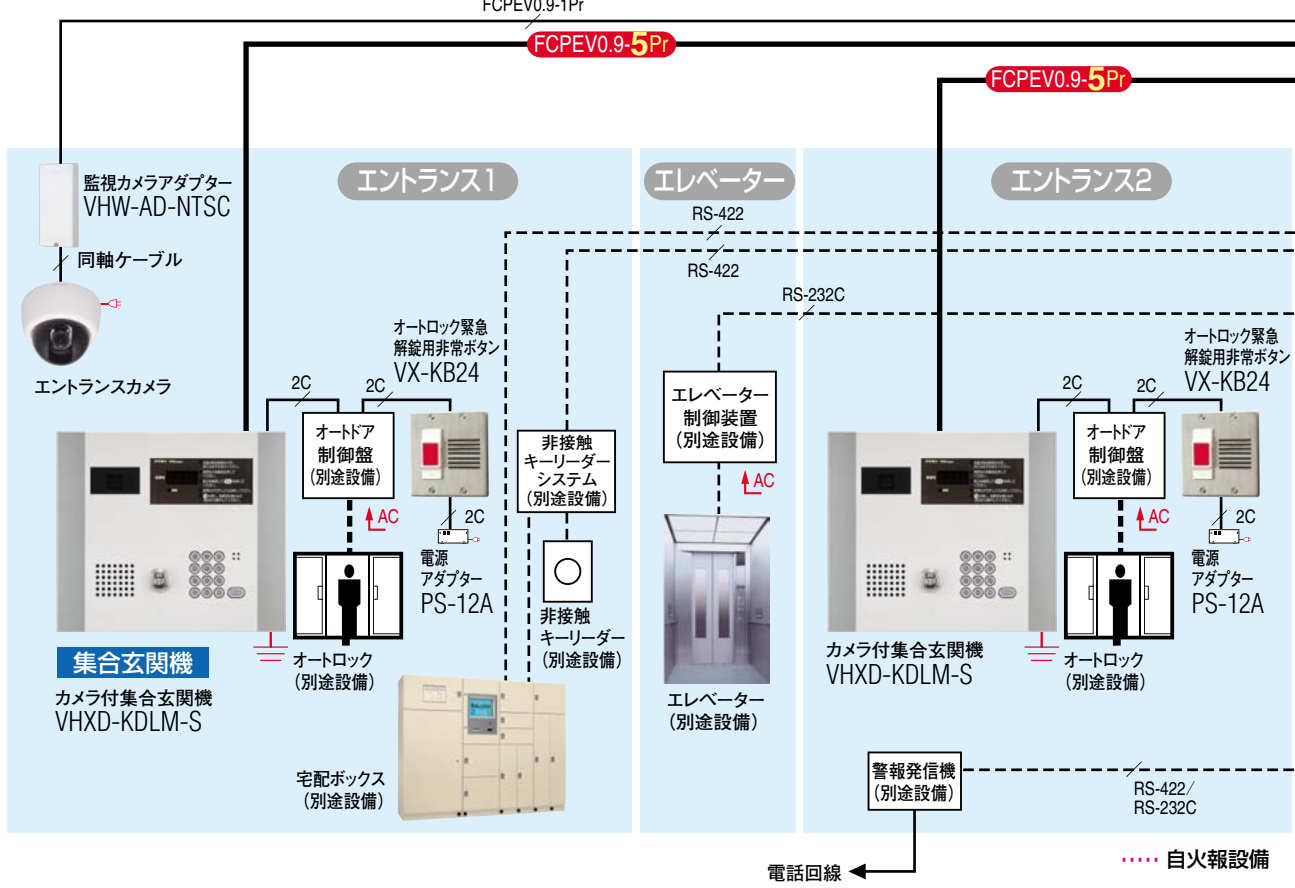 FCPEV0.9-1Pr
FCPEV0.9-5Pr
FCPEV0.9-5Pr
エントランス1
監視カメラアダプター
VHW-AD-NTSC
同軸ケーブル
エントランスカメラ
オートロック緊急
解錠用非常ボタン
VX-KB24
2C
2C
オートドア
制御盤
(別途設備)
AC
2C
電源
アダプター
PS-12A
非接触
キーリーダー
システム
(別途設備)
非接触
キーリーダー
(別途設備)
オートロック
(別途設備)
集合玄関機
カメラ付集合玄関機
VHXD-KDLM-S
宅配ボックス
(別途設備)
エレベーター
RS-422
RS-422
RS-232C
エレベーター
制御装置
(別途設備)
AC
エレベーター
(別途設備)
エントランス2
オートロック緊急
解錠用非常ボタン
VX-KB24
2C
2C
オートドア
制御盤
(別途設備)
AC
2C
電源
アダプター
PS-12A
カメラ付集合玄関機
VHXD-KDLM-S
オートロック
(別途設備)
警報発信機
(別途設備)
RS-422/
RS-232C
電話回線
自火報設備